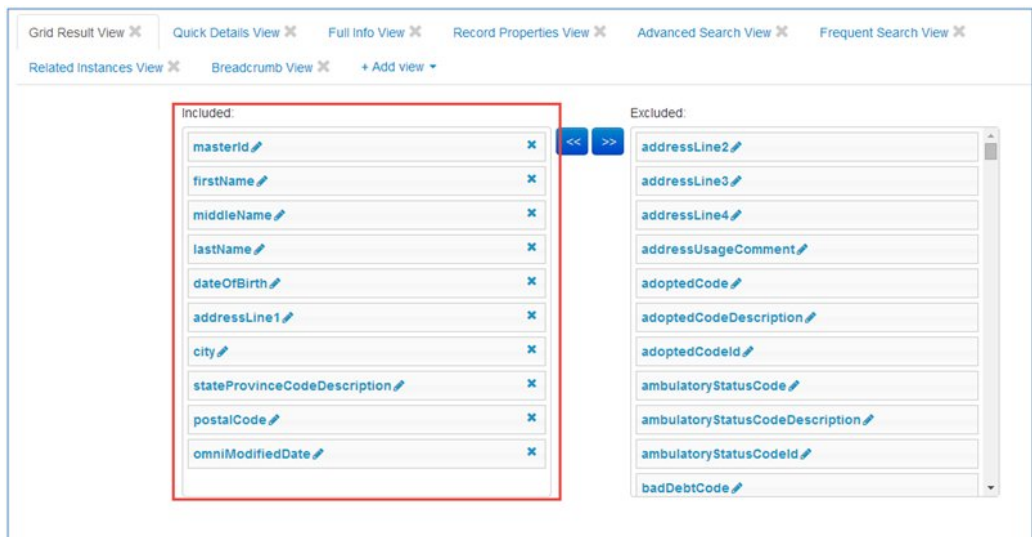 Grid Result View Quick Details View Full Info View Record Properties View Advanced Search View Frequent Search View
Related Instances View Breadcrumb View + Add view
Included:
masterId
firstName
middleName
lastName
dateOfBirth
addressLine1
city
stateProvinceCodeDescription
postalCode
omniModifiedDate
<< >>
Excluded:
addressLine2
addressLine3
addressLine4
addressUsageComment
adoptedCode
adoptedCodeDescription
adoptedCodeId
ambulatoryStatusCode
ambulatoryStatusCodeDescription
ambulatoryStatusCodeId
badDebtCode